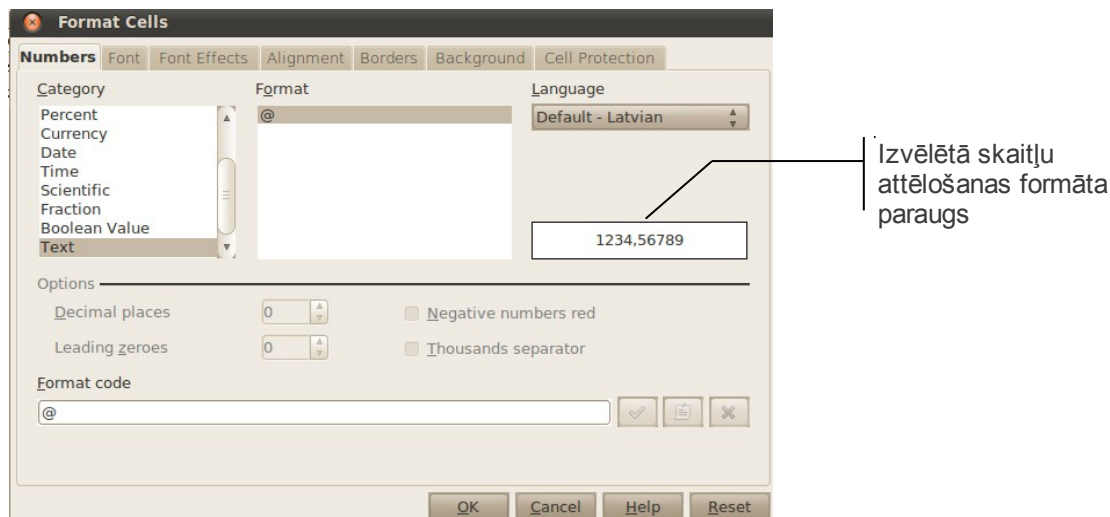 Format Cells
Numbers Font Font Effects Alignment Borders Background Cell Protection
Category Format Language
Percent @ Default - Latvian
Currency
Date
Time
Scientific
Fraction
Boolean Value
Text
1234,56789
Izvēlētā skaitļu
attēlošanas formāta
paraugs
Options
Decimal places 0 Negative numbers red
Leading zeroes 0 Thousands separator
Format code
@
OK Cancel Help Reset